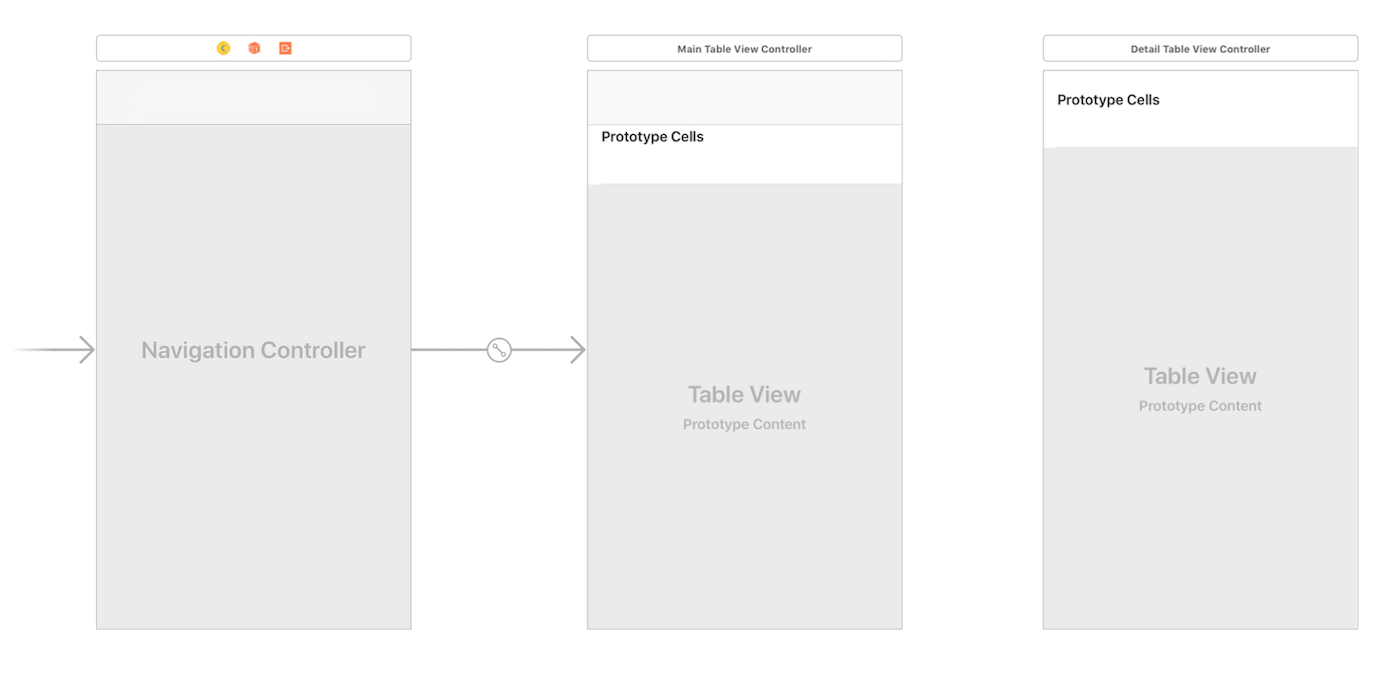 Main Table View Controller
Detail Table View Controller
Prototype Cells
Prototype Cells
Navigation Controller
Table View
Prototype Content
Table View
Prototype Content